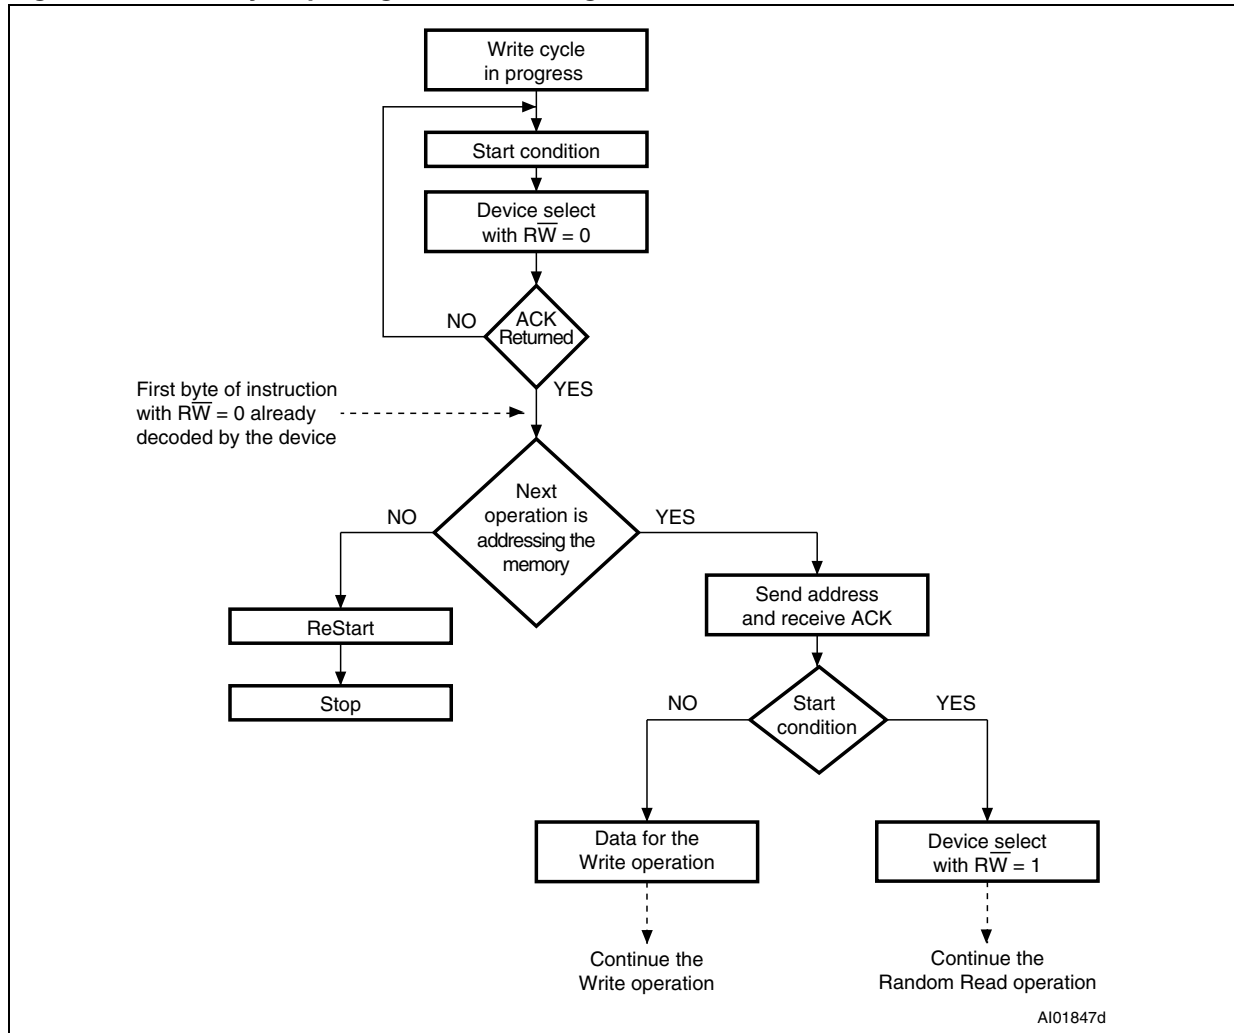 Write cycle
in progress
Start condition
Device select
with RW̅ = 0
ACK
Returned
NO
YES
First byte of instruction
with RW̅ = 0 already
decoded by the device
Next
operation is
addressing the
memory
NO
YES
Send address
and receive ACK
ReStart
Stop
Start
condition
NO
YES
Data for the
Write operation
Device select
with RW̅ = 1
Continue the
Write operation
Continue the
Random Read operation
AI01847d